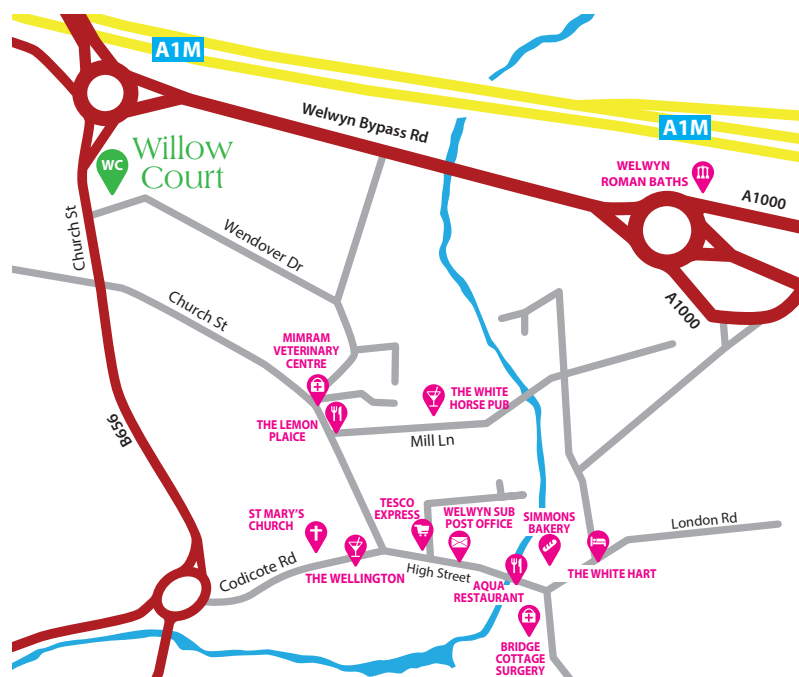 A1M
Welwyn Bypass Rd
A1M
WC
Willow
Court
WELWYN
ROMAN BATHS
A1000
Church St
Wendover Dr
A1000
Church St
MIMRAM
VETERINARY
CENTRE
THE WHITE
HORSE PUB
THE LEMON
PLAICE
Mill Ln
B656
ST MARY'S
CHURCH
TESCO
EXPRESS
WELWYN SUB
POST OFFICE
SIMMONS
BAKERY
London Rd
Codicote Rd
THE WELLINGTON
High Street
AQUA
RESTAURANT
THE WHITE HART
BRIDGE
COTTAGE
SURGERY